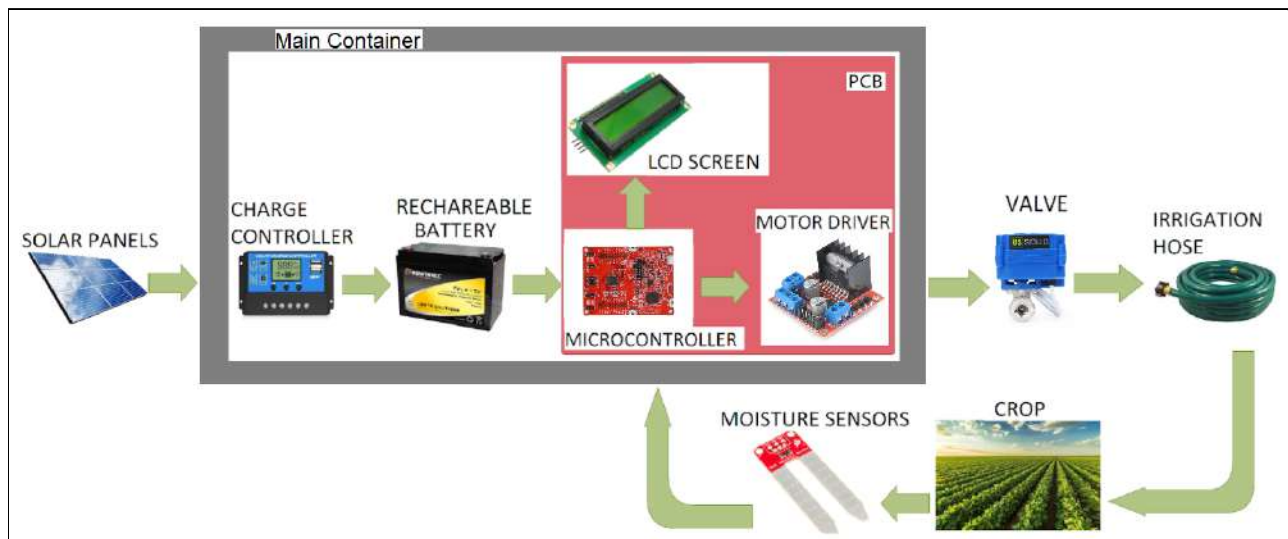 Main Container
PCB
LCD SCREEN
SOLAR PANELS
CHARGE
CONTROLLER
RECHAREABLE
BATTERY
MICROCONTROLLER
MOTOR DRIVER
VALVE
IRRIGATION
HOSE
MOISTURE SENSORS
CROP